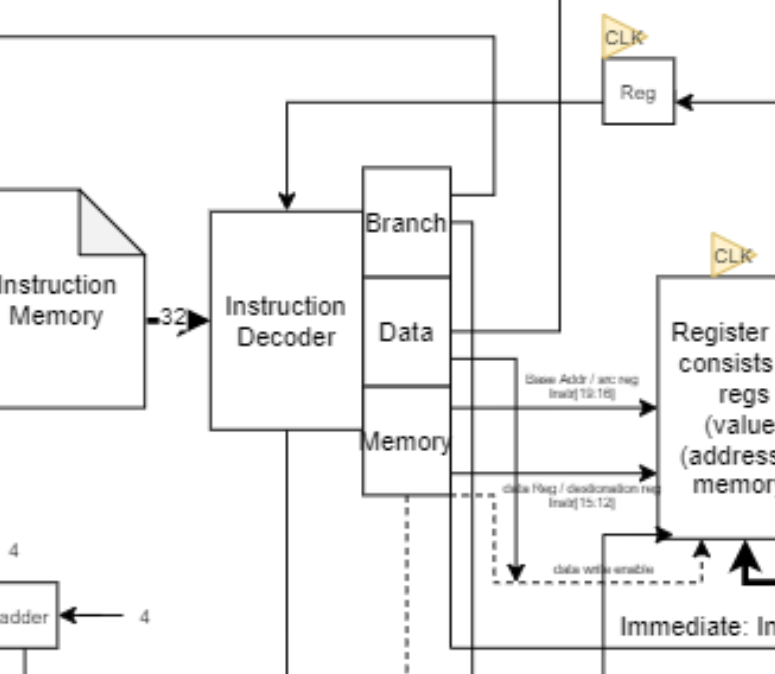 CLK
Reg
Branch
CLK
Instruction
Memory
32
Instruction
Decoder
Data
Register
consists
regs
(value
(address
memory
Base Addr / src reg
Instr[19:16]
Memory
data Reg / destionation reg
Instr[15:12]
data write enable
4
adder
4
Immediate: In